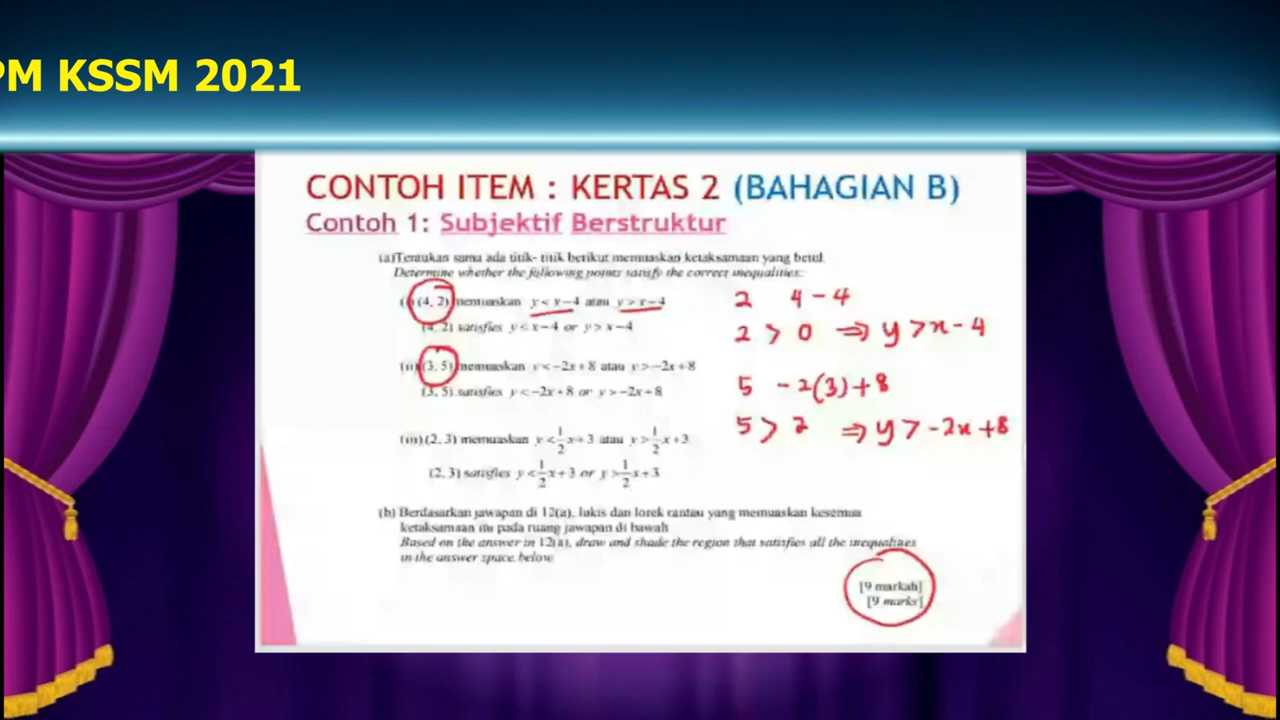 PM KSSM 2021
CONTOH ITEM : KERTAS 2 (BAHAGIAN B)
Contoh 1: Subjektif Berstruktur
(a)Tentukan sama ada titik- titik berikut memuaskan ketaksamaan yang betul.
Determine whether the following points satisfy the correct inequalities:
(i) (4, 2) memuaskan y < x−4 atau y > x−4
(4, 2) satisfies y < x−4 or y > x−4
2 4 - 4
2 > 0 ⇒ y > x - 4
(ii) (3, 5) memuaskan y < −2x + 8 atau y > −2x + 8
(3, 5) satisfies y < −2x + 8 or y > −2x + 8
5 - 2(3) + 8
5 > 2 ⇒ y > -2x + 8
(iii) (2, 3) memuaskan y < 1/2 x + 3 atau y > 1/2 x + 3
(2, 3) satisfies y < 1/2 x + 3 or y > 1/2 x + 3
(b) Berdasarkan jawapan di 12(a), lukis dan lorek rantau yang memuaskan kesemua
ketaksamaan itu pada ruang jawapan di bawah
Based on the answer in 12(a), draw and shade the region that satisfies all the inequalities
in the answer space below
[9 markah]
[9 marks]